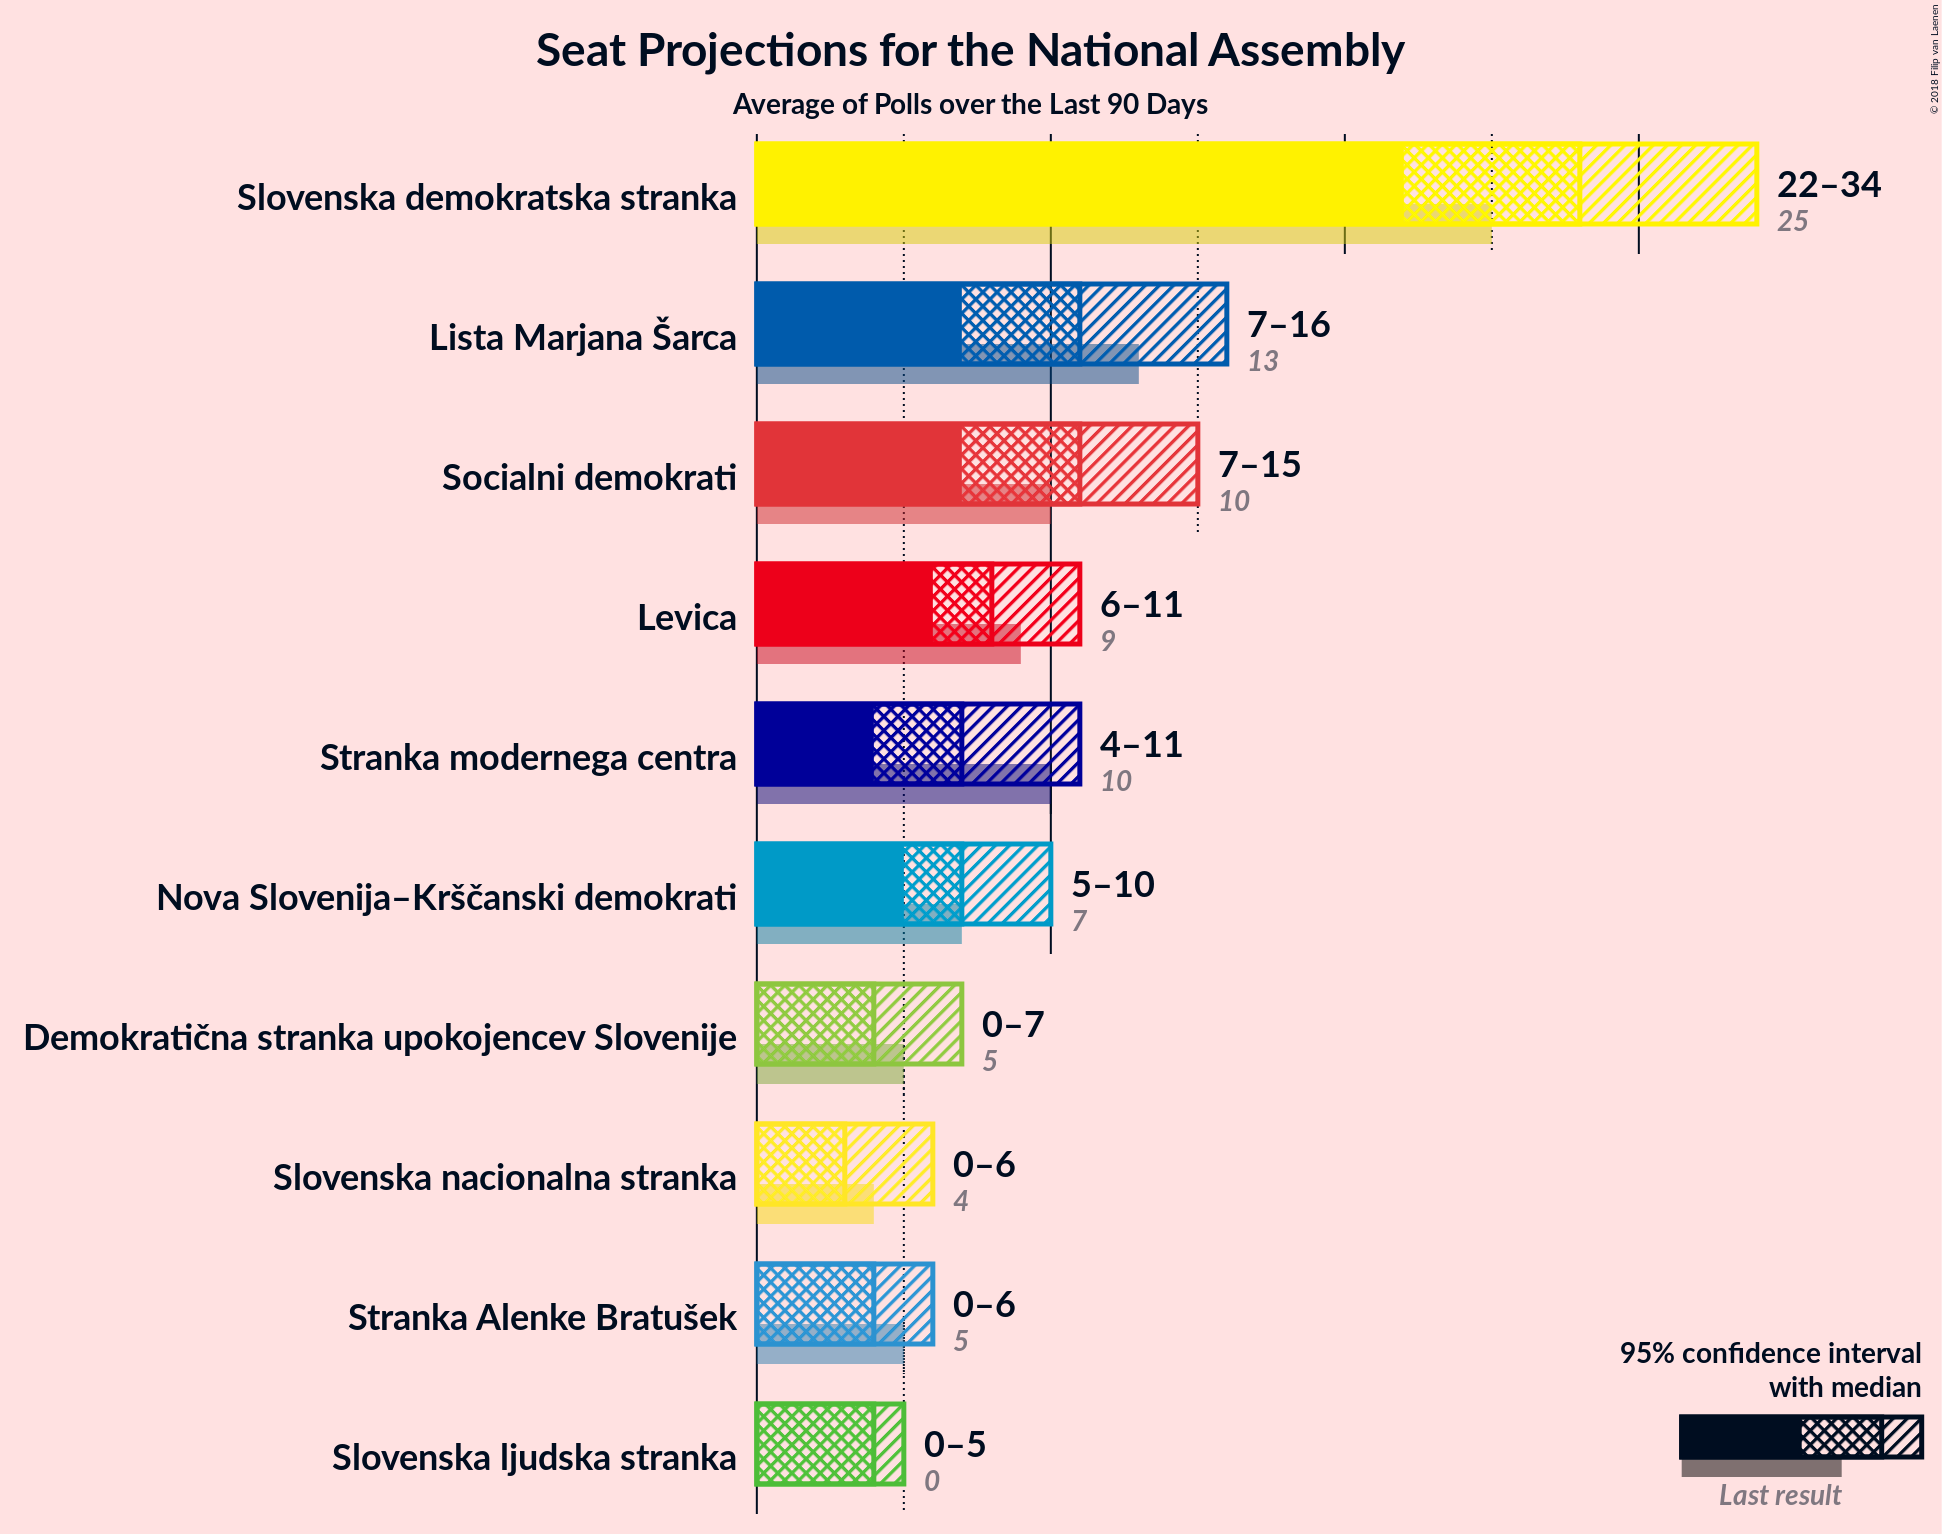 Seat Projections for the National Assembly
Average of Polls over the Last 90 Days
© 2018 Filip van Laenen
Slovenska demokratska stranka
22–34
25
Lista Marjana Šarca
7–16
13
Socialni demokrati
7–15
10
Levica
6–11
9
Stranka modernega centra
4–11
10
Nova Slovenija–Krščanski demokrati
5–10
7
Demokratična stranka upokojencev Slovenije
0–7
5
Slovenska nacionalna stranka
0–6
4
Stranka Alenke Bratušek
0–6
5
Slovenska ljudska stranka
0–5
0
95% confidence interval
with median
Last result